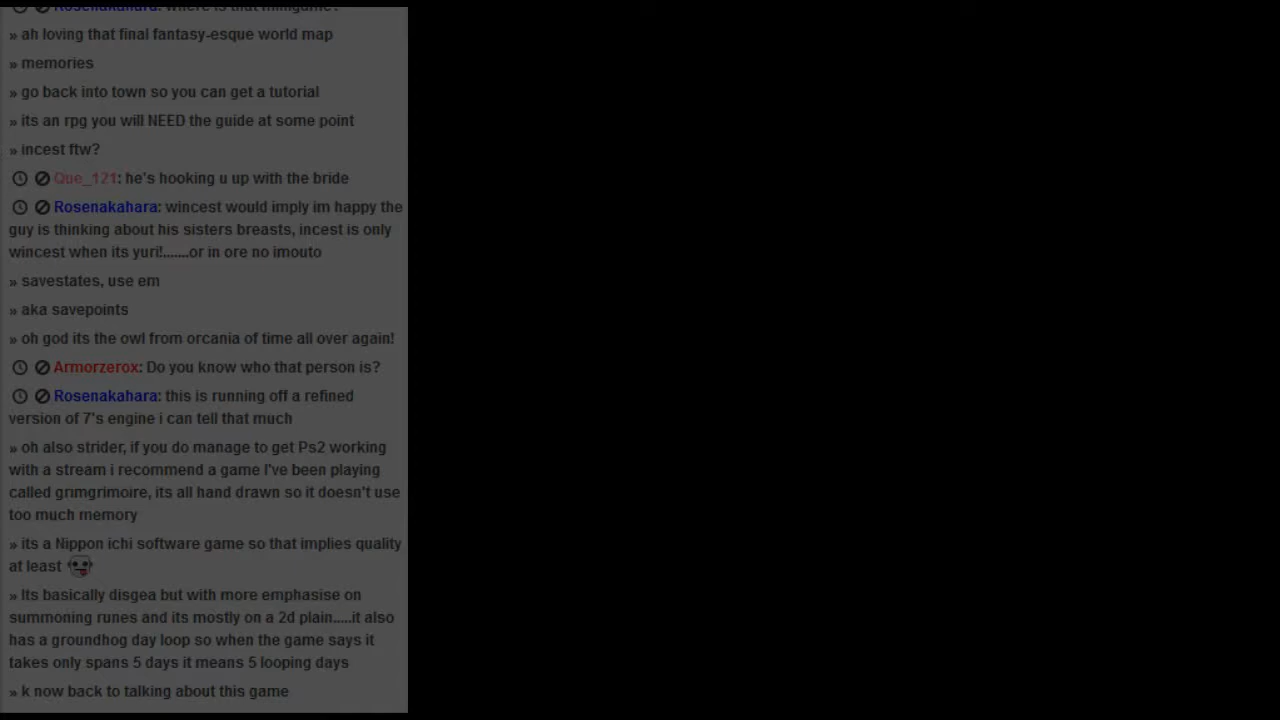 Rosenakahara: where is that minigame?
» ah loving that final fantasy-esque world map
» memories
» go back into town so you can get a tutorial
» its an rpg you will NEED the guide at some point
» incest ftw?
Que_121: he's hooking u up with the bride
Rosenakahara: wincest would imply im happy the
guy is thinking about his sisters breasts, incest is only
wincest when its yuri!.......or in ore no imouto
» savestates, use em
» aka savepoints
» oh god its the owl from orcania of time all over again!
Armorzerox: Do you know who that person is?
Rosenakahara: this is running off a refined
version of 7's engine i can tell that much
» oh also strider, if you do manage to get Ps2 working
with a stream i recommend a game I've been playing
called grimgrimoire, its all hand drawn so it doesn't use
too much memory
» its a Nippon ichi software game so that implies quality
at least
» Its basically disgea but with more emphasise on
summoning runes and its mostly on a 2d plain.....it also
has a groundhog day loop so when the game says it
takes only spans 5 days it means 5 looping days
» k now back to talking about this game